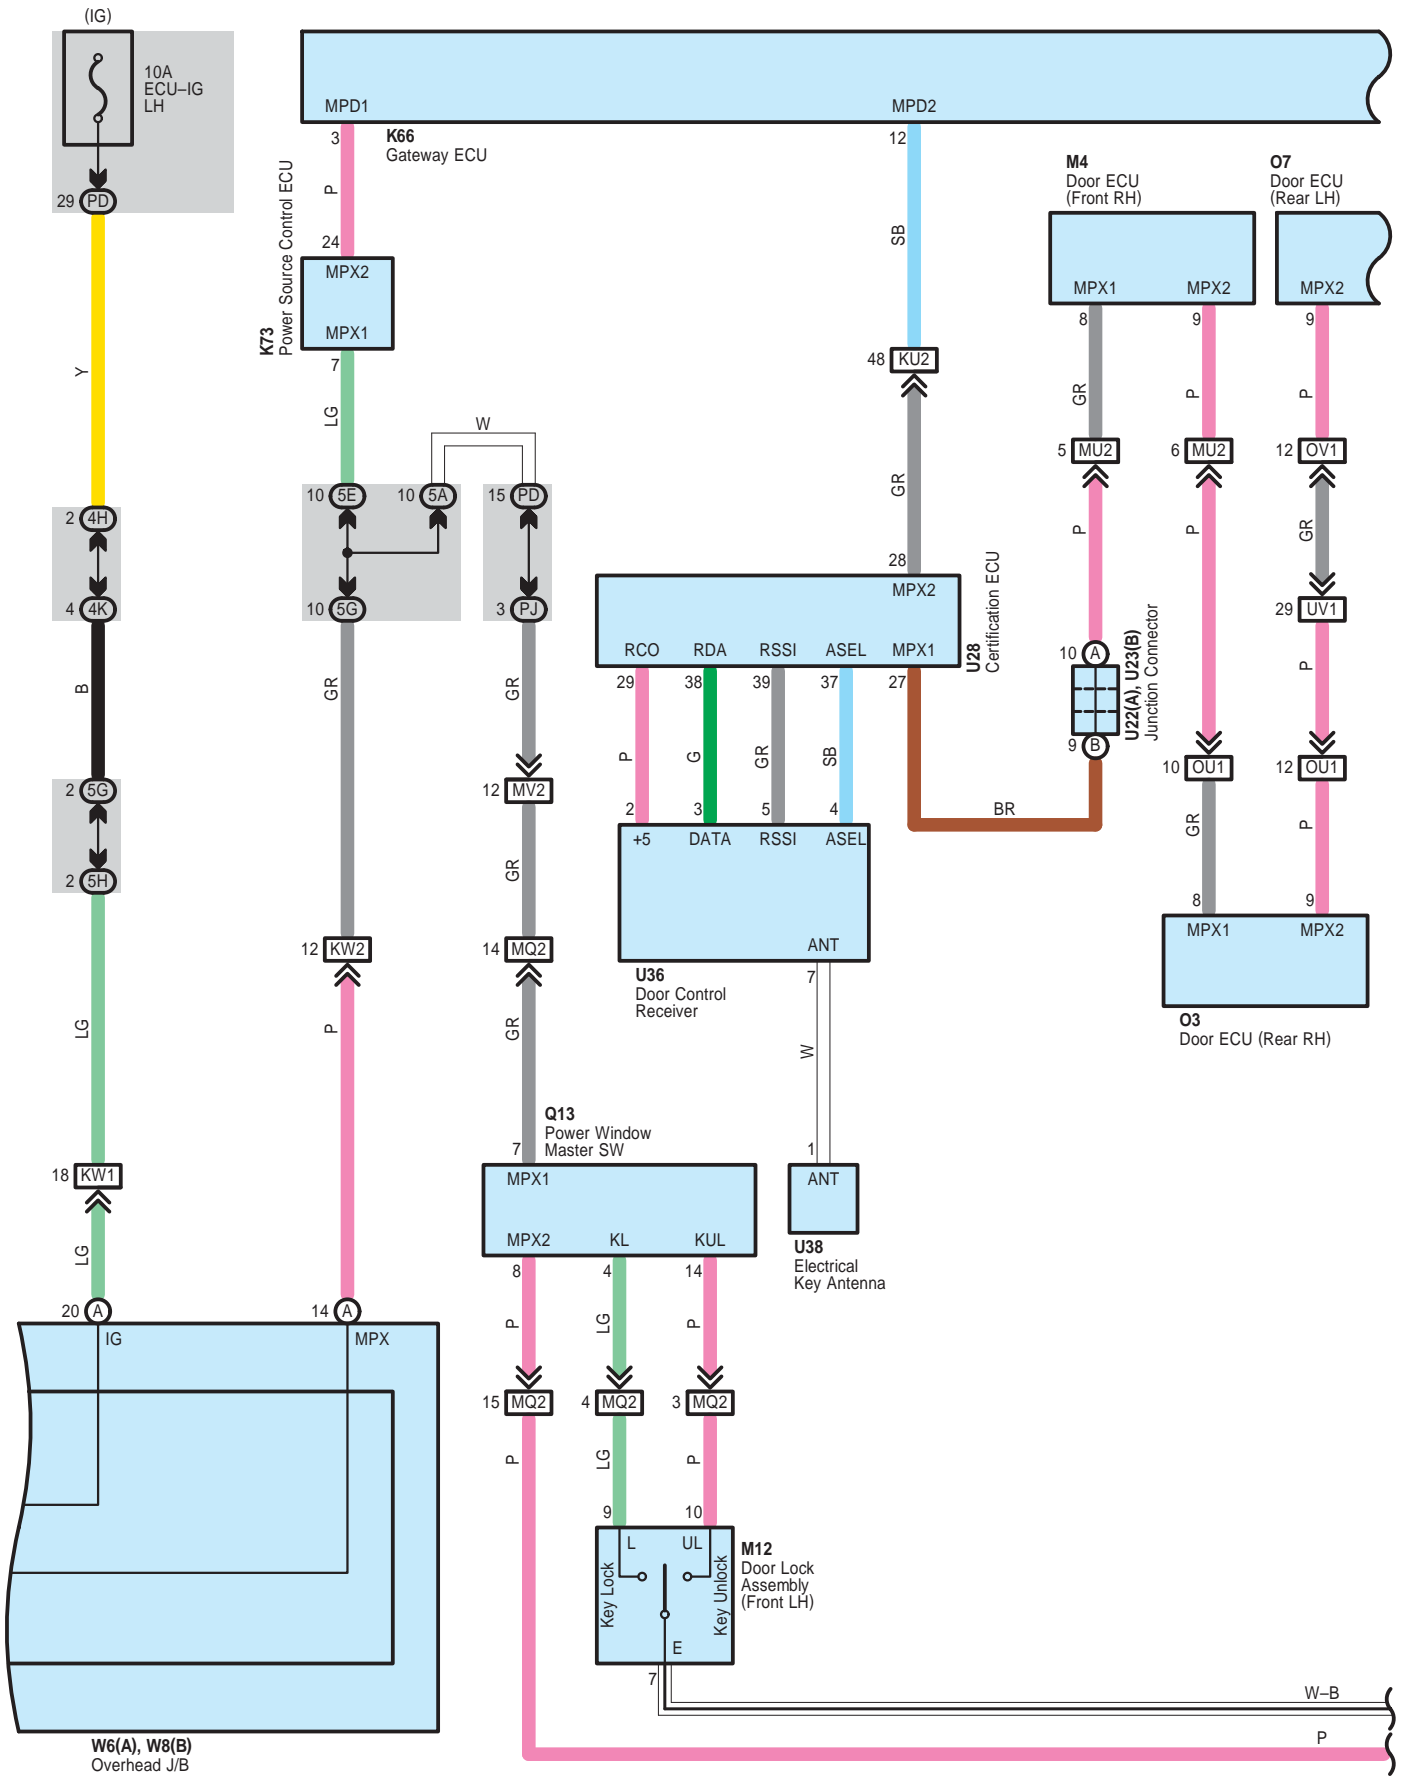 (IG)
10A
ECU–IG
LH
29 PD
Y
2 4H
4 4K
B
2 5G
2 5H
LG
18 KW1
LG
20 A
IG
MPD1
MPD2
3
K66
Gateway ECU
12
P
24
MPX2
MPX1
K73
Power Source Control ECU
7
LG
W
10 5E
10 5A
15 PD
10 5G
3 PJ
GR
GR
12 MV2
GR
12 KW2
14 MQ2
P
GR
14 A
MPX
W6(A), W8(B)
Overhead J/B
SB
48 KU2
GR
28
MPX2
RCO
RDA
RSSI
ASEL
MPX1
U28
Certification ECU
29
38
39
37
27
P
G
GR
SB
BR
2
3
5
4
+5
DATA
RSSI
ASEL
ANT
U36
Door Control
Receiver
7
W
1
ANT
U38
Electrical
Key Antenna
M4
Door ECU
(Front RH)
O7
Door ECU
(Rear LH)
MPX1
MPX2
MPX2
8
9
9
GR
P
P
5 MU2
6 MU2
12 OV1
P
P
GR
29 UV1
10 A
9 B
U22(A), U23(B)
Junction Connector
P
10 OU1
12 OU1
GR
P
8
9
MPX1
MPX2
O3
Door ECU (Rear RH)
Q13
Power Window
Master SW
7
MPX1
MPX2
KL
KUL
8
4
14
P
LG
P
15 MQ2
4 MQ2
3 MQ2
P
LG
P
9
10
L
UL
Key Lock
Key Unlock
E
M12
Door Lock
Assembly
(Front LH)
7
W–B
P